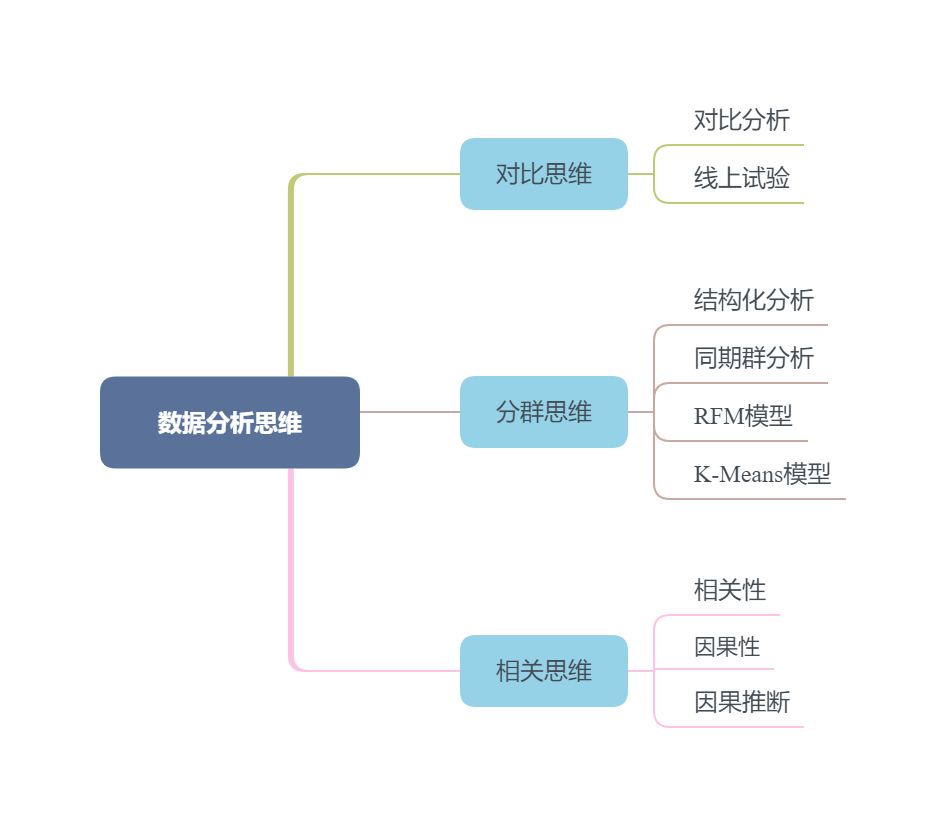 数据分析思维
对比思维
对比分析
线上试验
分群思维
结构化分析
同期群分析
RFM模型
K-Means模型
相关思维
相关性
因果性
因果推断